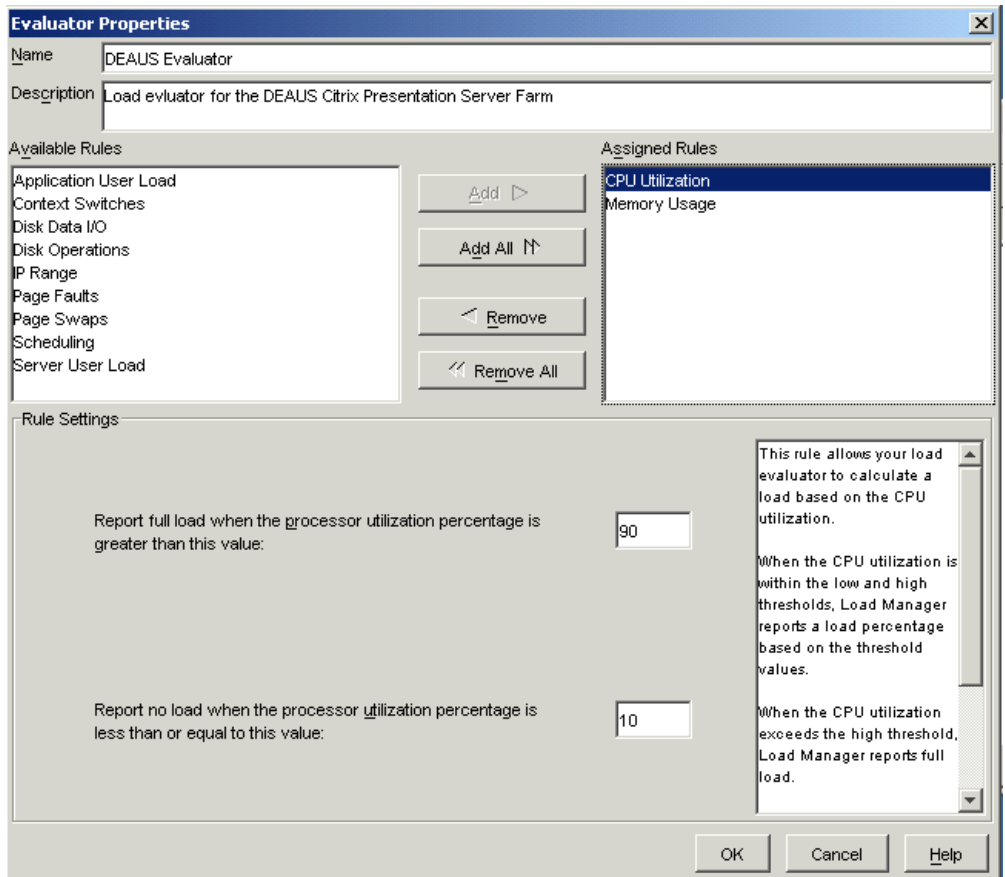 Evaluator Properties
Name
DEAUS Evaluator
Description
Load evluator for the DEAUS Citrix Presentation Server Farm
Available Rules
Application User Load
Context Switches
Disk Data I/O
Disk Operations
IP Range
Page Faults
Page Swaps
Scheduling
Server User Load
Add
Add All
Remove
Remove All
Assigned Rules
CPU Utilization
Memory Usage
Rule Settings
Report full load when the processor utilization percentage is
greater than this value:
90
Report no load when the processor utilization percentage is
less than or equal to this value:
10
This rule allows your load
evaluator to calculate a
load based on the CPU
utilization.
When the CPU utilization is
within the low and high
thresholds, Load Manager
reports a load percentage
based on the threshold
values.
When the CPU utilization
exceeds the high threshold,
Load Manager reports full
load.
OK
Cancel
Help